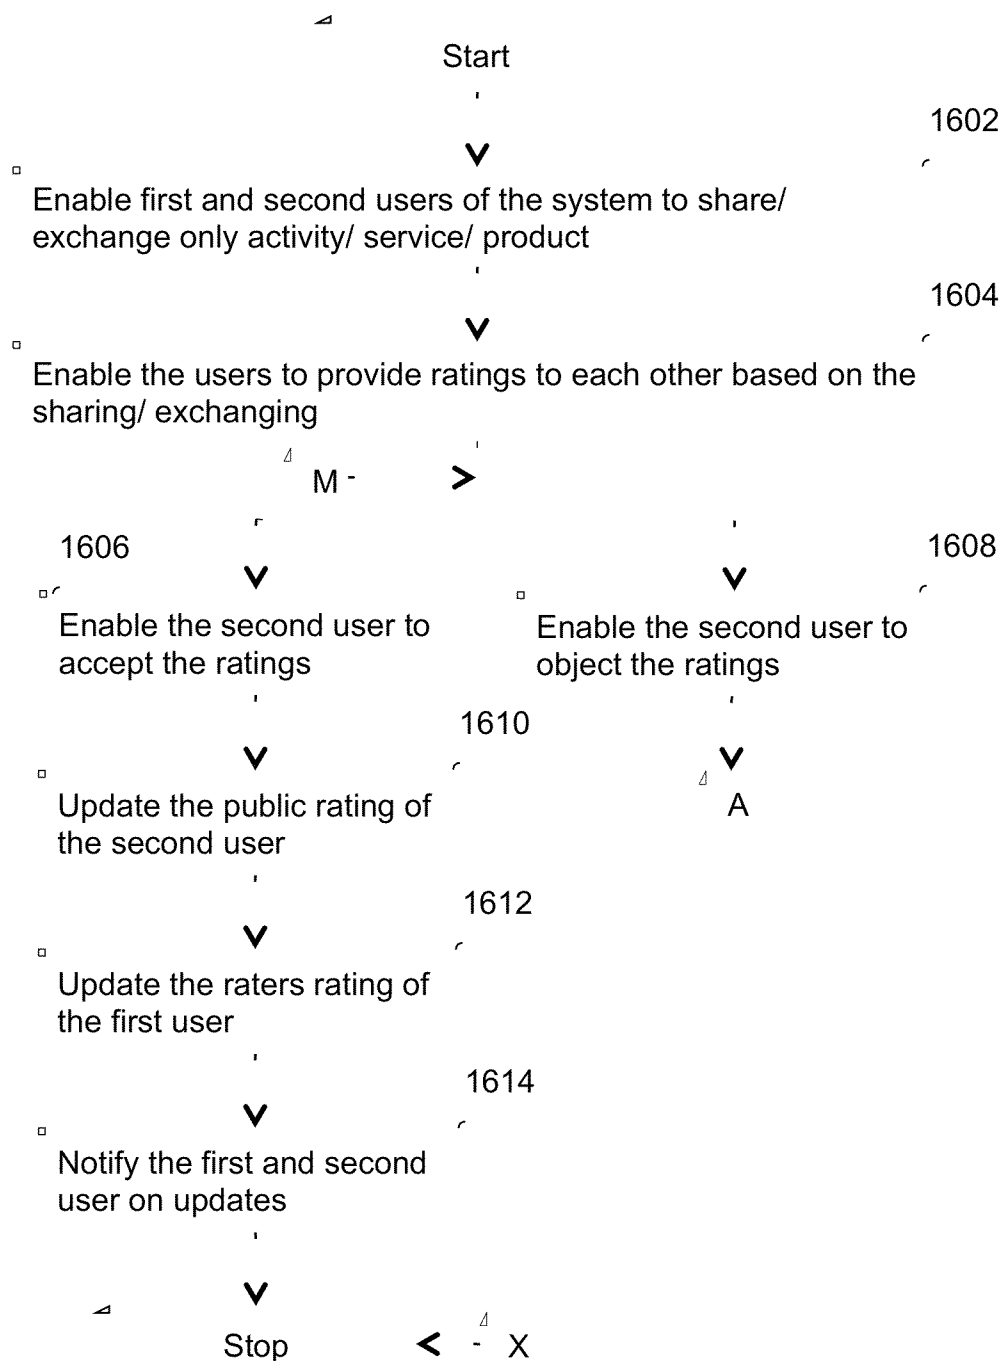 Start
1602
Enable first and second users of the system to share/
exchange only activity/ service/ product
1604
Enable the users to provide ratings to each other based on the
sharing/ exchanging
M
1606
Enable the second user to
accept the ratings
1608
Enable the second user to
object the ratings
1610
Update the public rating of
the second user
A
1612
Update the raters rating of
the first user
1614
Notify the first and second
user on updates
Stop
X